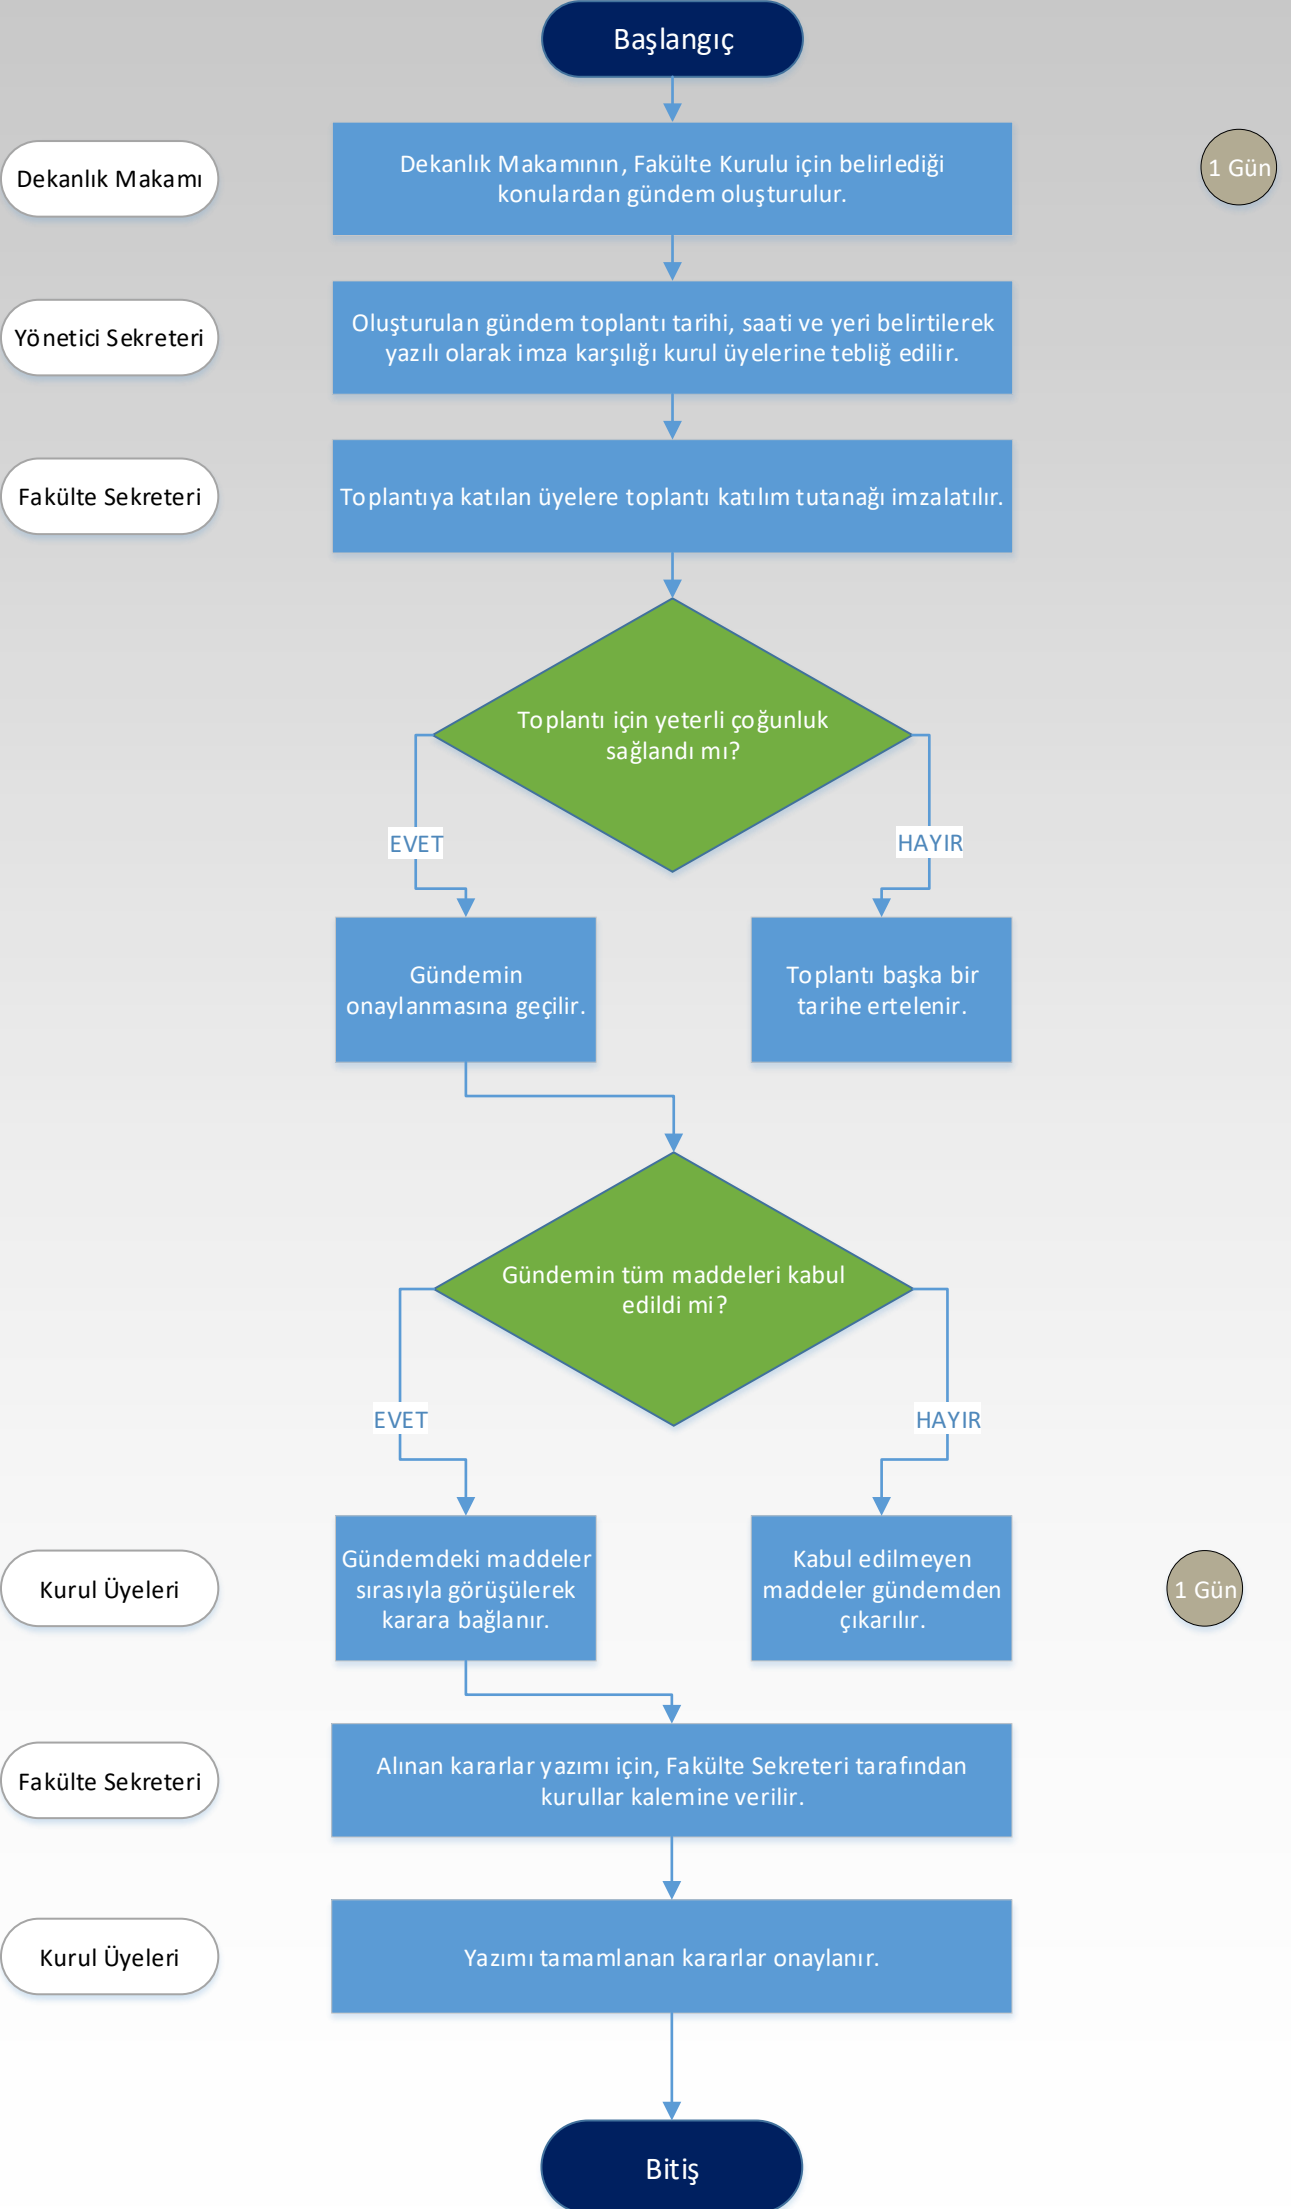 Başlangıç
Dekanlık Makamı
Dekanlık Makamının, Fakülte Kurulu için belirlediği
konulardan gündem oluşturulur.
1 Gün
Yönetici Sekreteri
Oluşturulan gündem toplantı tarihi, saati ve yeri belirtilerek
yazılı olarak imza karşılığı kurul üyelerine tebliğ edilir.
Fakülte Sekreteri
Toplantıya katılan üyelere toplantı katılım tutanağı imzalatılır.
Toplantı için yeterli çoğunluk
sağlandı mı?
EVET
HAYIR
Gündemin
onaylanmasına geçilir.
Toplantı başka bir
tarihe ertelenir.
Gündemin tüm maddeleri kabul
edildi mi?
EVET
HAYIR
Kurul Üyeleri
Gündemdeki maddeler
sırasıyla görüşülerek
karara bağlanır.
Kabul edilmeyen
maddeler gündemden
çıkarılır.
1 Gün
Fakülte Sekreteri
Alınan kararlar yazımı için, Fakülte Sekreteri tarafından
kurullar kalemine verilir.
Kurul Üyeleri
Yazımı tamamlanan kararlar onaylanır.
Bitiş